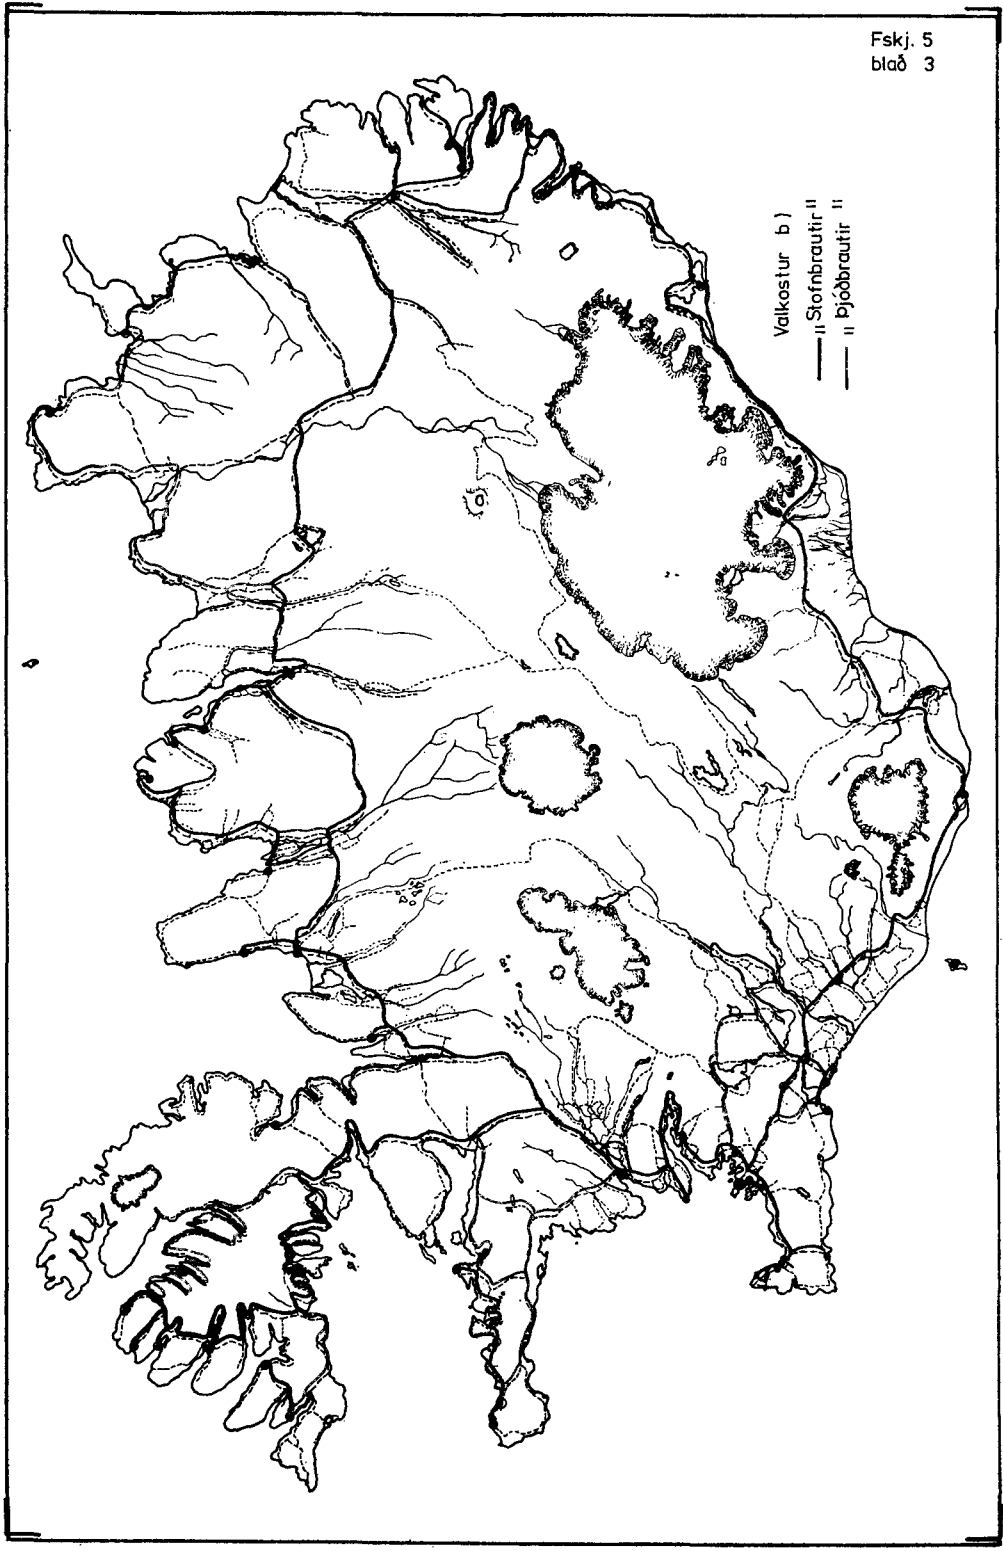 Fskj. 5
blað 3
Valkostur b)
"Stofnbrautir"
"Þjóðbrautir"